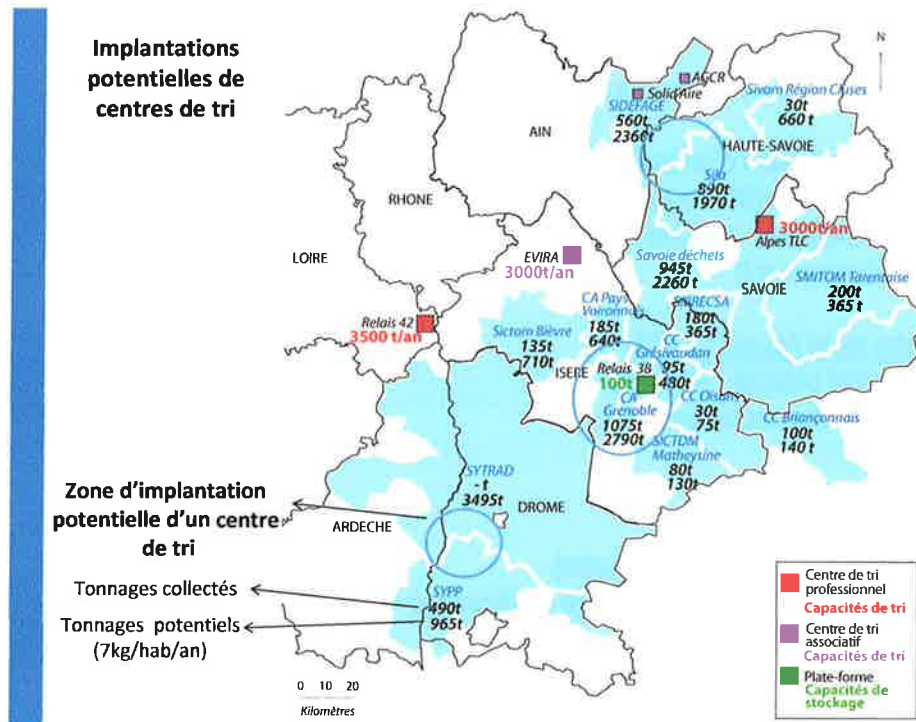 Implantations
potentielles de
centres de tri
N
AGCR
Solid'Aire
SIDEFAGE
560t
2366t
Sivom Région Cluses
30t
660 t
AIN
HAUTE-SAVOIE
Sila
890t
1970 t
RHONE
3000t/an
Alpes TLC
LOIRE
EVIRA
3000t/an
Savoie déchets
945t
2260 t
SAVOIE
SMITOM Tarentaise
200t
365 t
CA Pays
Voironnais
185t
640t
180t
365t
Relais 42
3500 t/an
Sictom Bièvre
135t
710t
ISERE
CC
Grésivaudan
95t
480t
Relais 38
100t
CA
Grenoble
1075t
2790t
CC Oisans
30t
75t
CC Briançonnais
100t
140 t
SICTDM
Matheysine
80t
130t
SYTRAD
- t
3495t
Zone d'implantation
potentielle d'un centre
de tri
DROME
ARDECHE
Tonnages collectés
Tonnages potentiels
(7kg/hab/an)
SYPP
490t
965t
0 10 20
Kilomètres
Centre de tri
professionnel
Capacités de tri
Centre de tri
associatif
Capacités de tri
Plate-forme
Capacités de
stockage